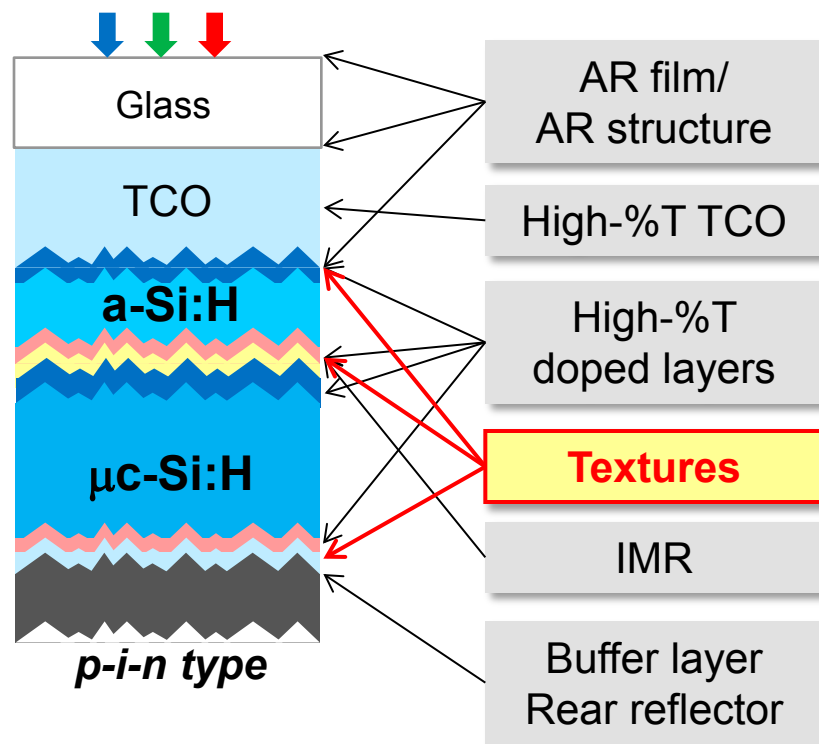 Glass
TCO
a-Si:H
μc-Si:H
p-i-n type
AR film/
AR structure
High-%T TCO
High-%T
doped layers
Textures
IMR
Buffer layer
Rear reflector